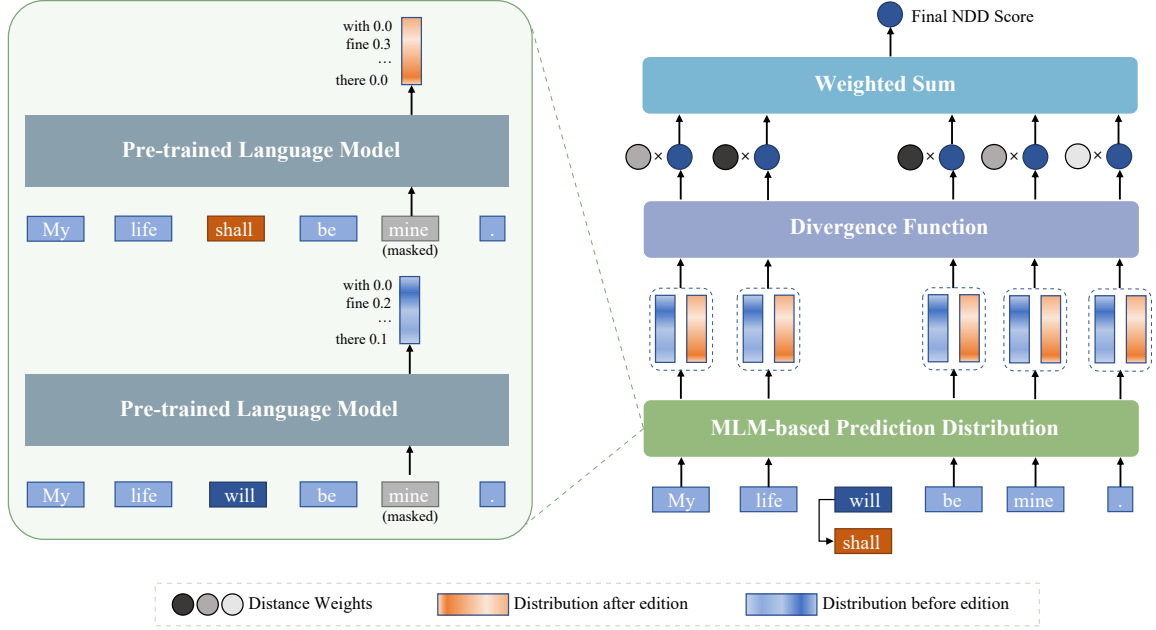 with 0.0
fine 0.3
...
there 0.0
Pre-trained Language Model
My life shall be mine .
(masked)
with 0.0
fine 0.2
...
there 0.1
Pre-trained Language Model
My life will be mine .
(masked)
Final NDD Score
Weighted Sum
× × × × ×
Divergence Function
MLM-based Prediction Distribution
My life will be mine .
shall
Distance Weights
Distribution after edition
Distribution before edition